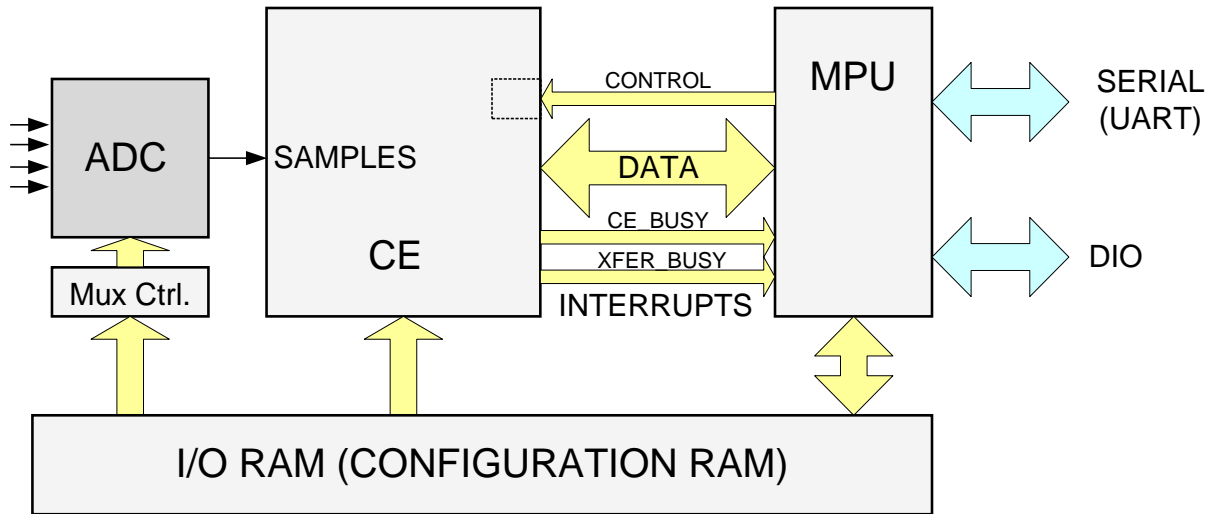 MPU
CONTROL
SERIAL
(UART)
ADC
SAMPLES
DATA
CE_BUSY
CE
XFER_BUSY
DIO
Mux Ctrl.
INTERRUPTS
I/O RAM (CONFIGURATION RAM)